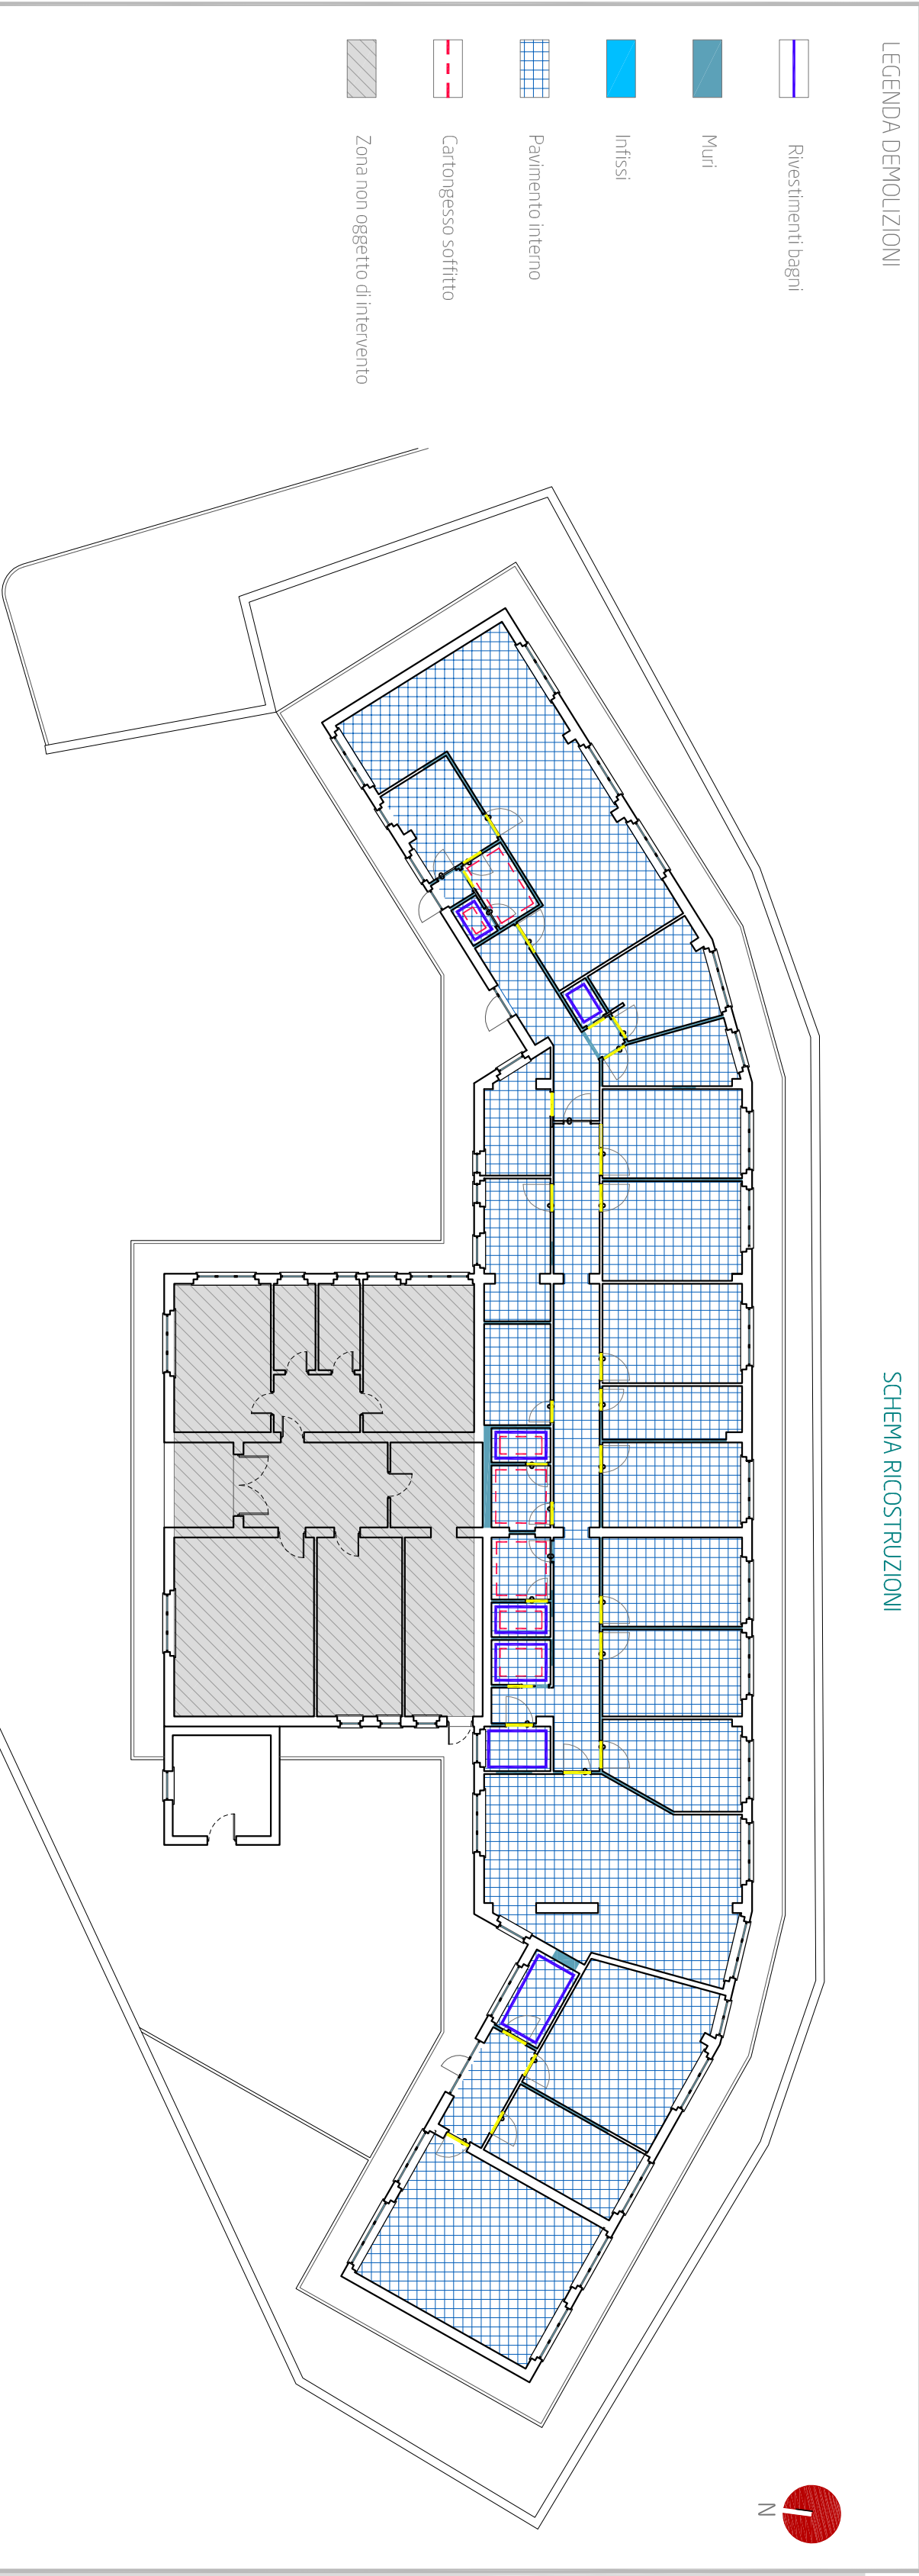 LEGENDA DEMOLIZIONI
Rivestimenti bagni
Muri
Infissi
Pavimento interno
Cartongesso soffitto
Zona non oggetto di intervento
SCHEMA RICOSTRUZIONI
N